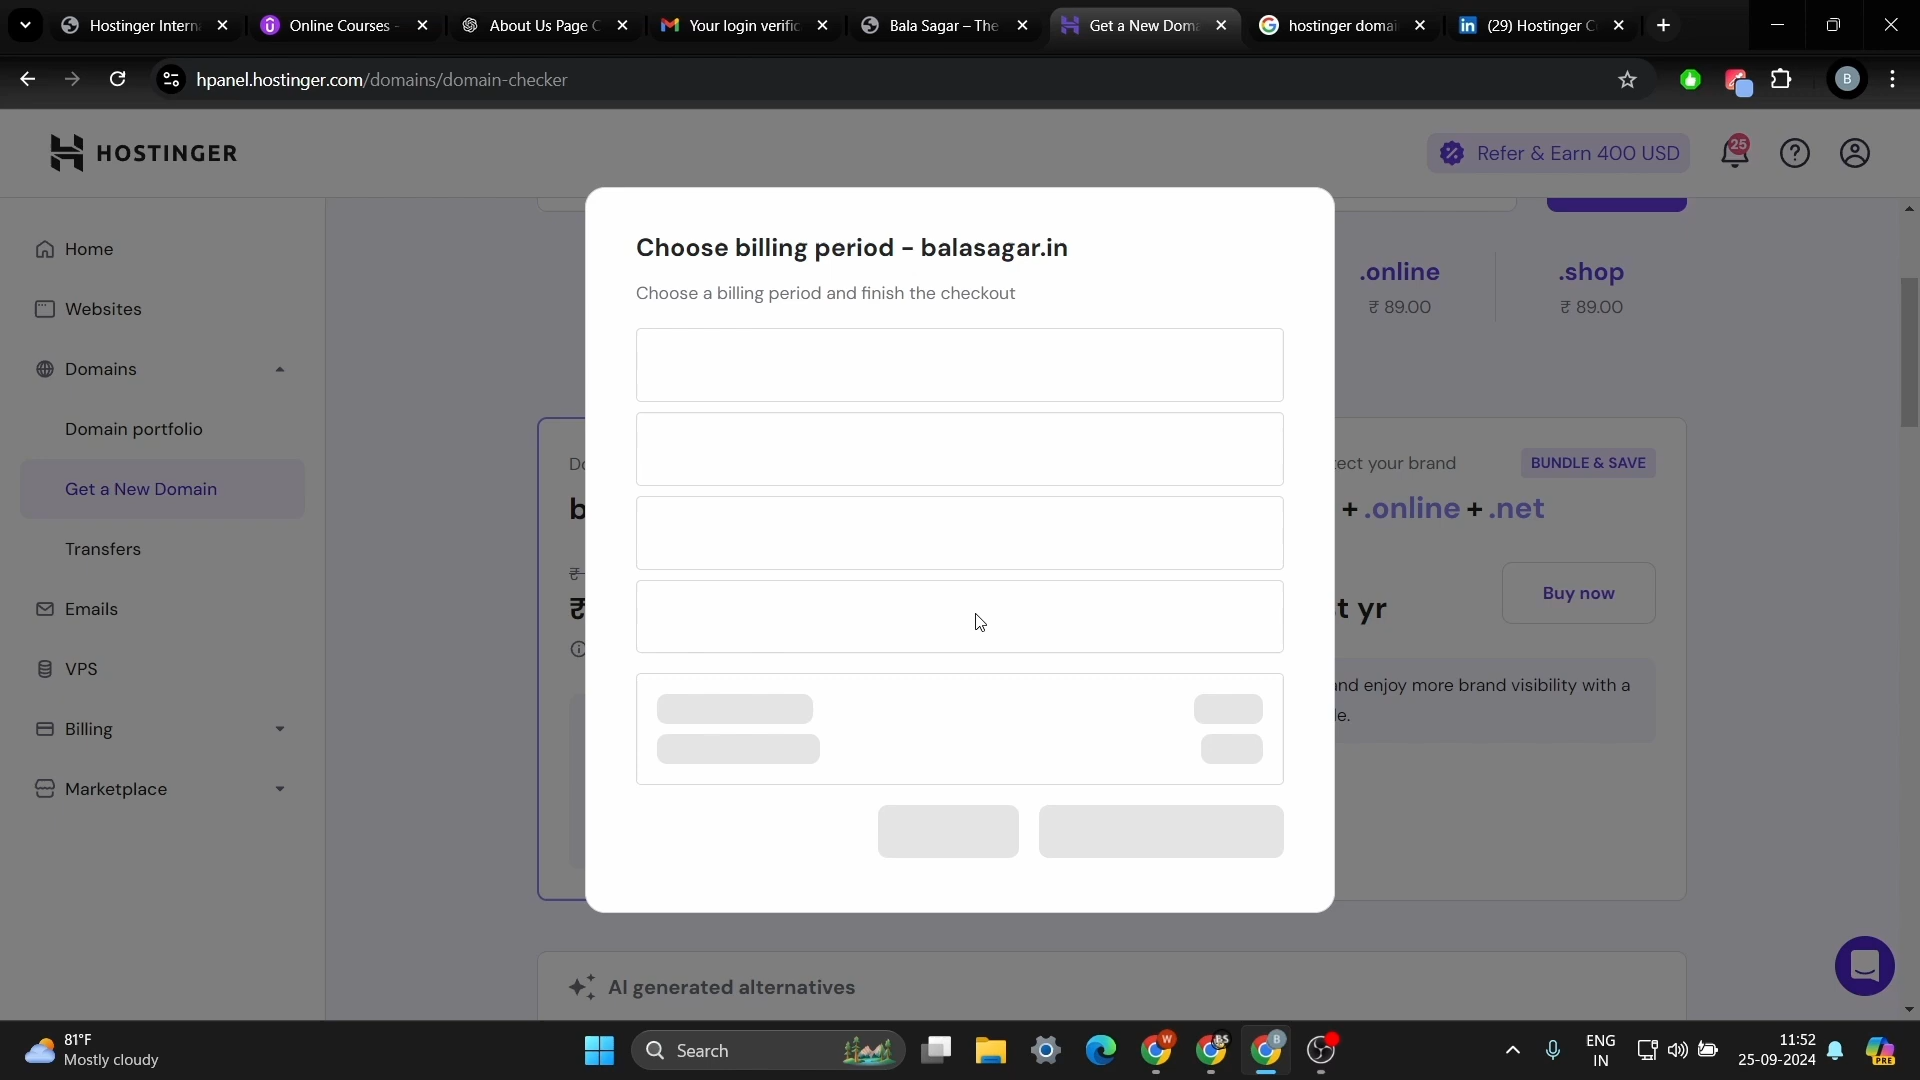 Hostinger Intern
Online Courses -
About Us Page C
Your login verific
Bala Sagar – The
Get a New Doma
hostinger domai
(29) Hostinger C
hpanel.hostinger.com/domains/domain-checker
B
HOSTINGER
Refer & Earn 400 USD
25
Home
Websites
Domains
Domain portfolio
Get a New Domain
Transfers
Emails
VPS
Billing
Marketplace
Choose billing period - balasagar.in
Choose a billing period and finish the checkout
.online
₹ 89.00
.shop
₹ 89.00
ect your brand
BUNDLE & SAVE
+ .online + .net
t yr
Buy now
nd enjoy more brand visibility with a
le.
AI generated alternatives
81°F
Mostly cloudy
Search
W
BS
B
ENG
IN
11:52
25-09-2024
PRE